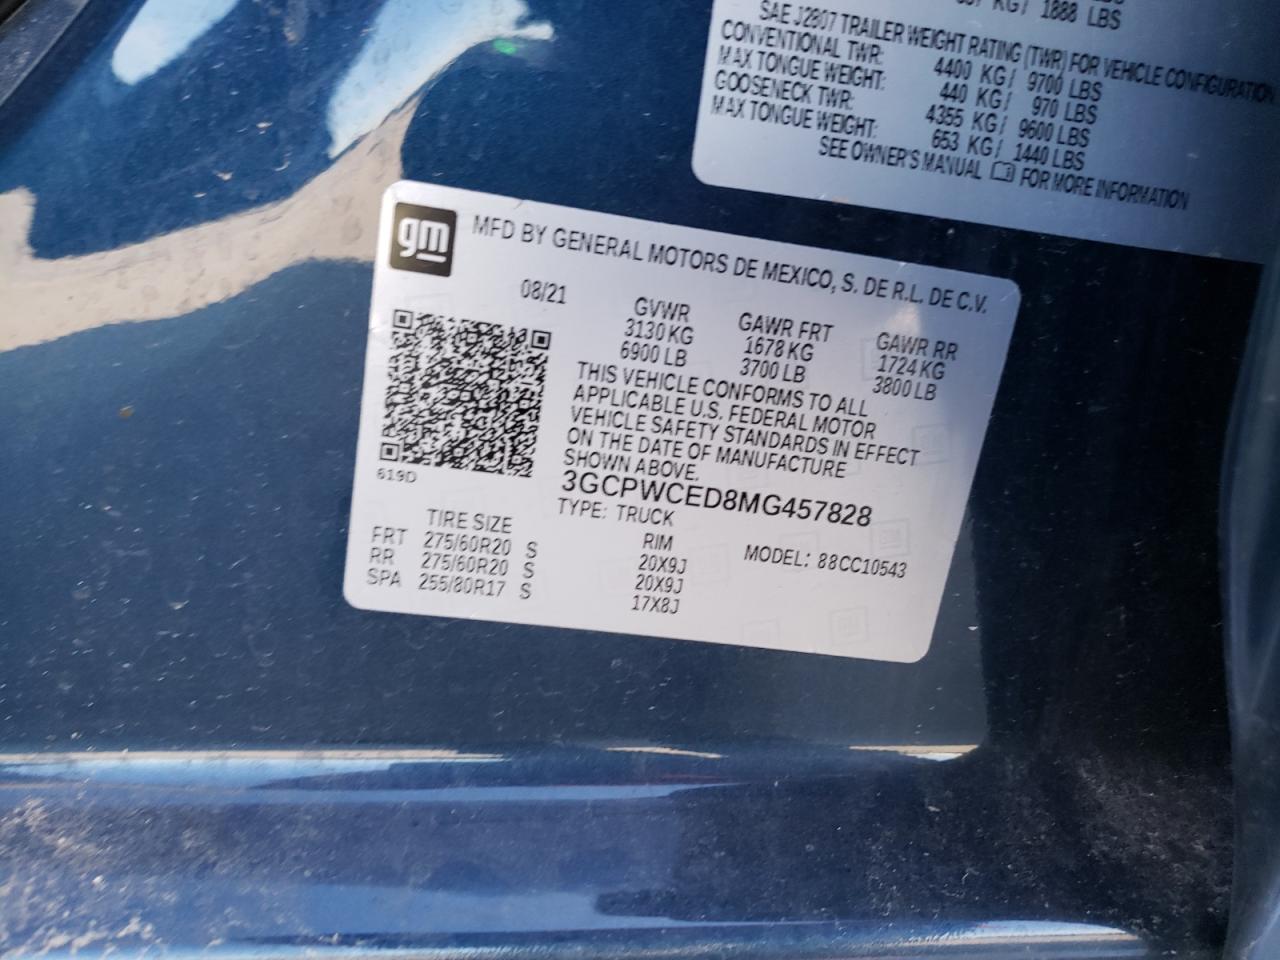 KG/ 1888 LBS
SAE J2807 TRAILER WEIGHT RATING (TWR) FOR VEHICLE CONFIGURATION
CONVENTIONAL TWR: 4400 KG/ 9700 LBS
MAX TONGUE WEIGHT: 440 KG/ 970 LBS
GOOSENECK TWR: 4355 KG/ 9600 LBS
MAX TONGUE WEIGHT: 653 KG/ 1440 LBS
SEE OWNER'S MANUAL FOR MORE INFORMATION
gm
MFD BY GENERAL MOTORS DE MEXICO, S. DE R.L. DE C.V.
08/21 GVWR GAWR FRT GAWR RR
3130 KG 1678 KG 1724 KG
6900 LB 3700 LB 3800 LB
THIS VEHICLE CONFORMS TO ALL
APPLICABLE U.S. FEDERAL MOTOR
VEHICLE SAFETY STANDARDS IN EFFECT
ON THE DATE OF MANUFACTURE
SHOWN ABOVE.
619D
3GCPWCED8MG457828
TYPE: TRUCK
MODEL: 88CC10543
TIRE SIZE RIM
FRT 275/60R20 S 20X9J
RR 275/60R20 S 20X9J
SPA 255/80R17 S 17X8J